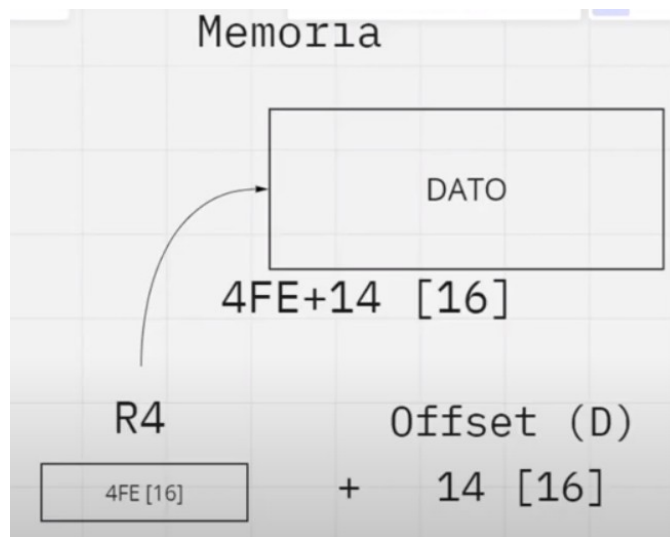 Memoria
DATO
4FE+14 [16]
R4
Offset (D)
4FE [16]
+
14 [16]